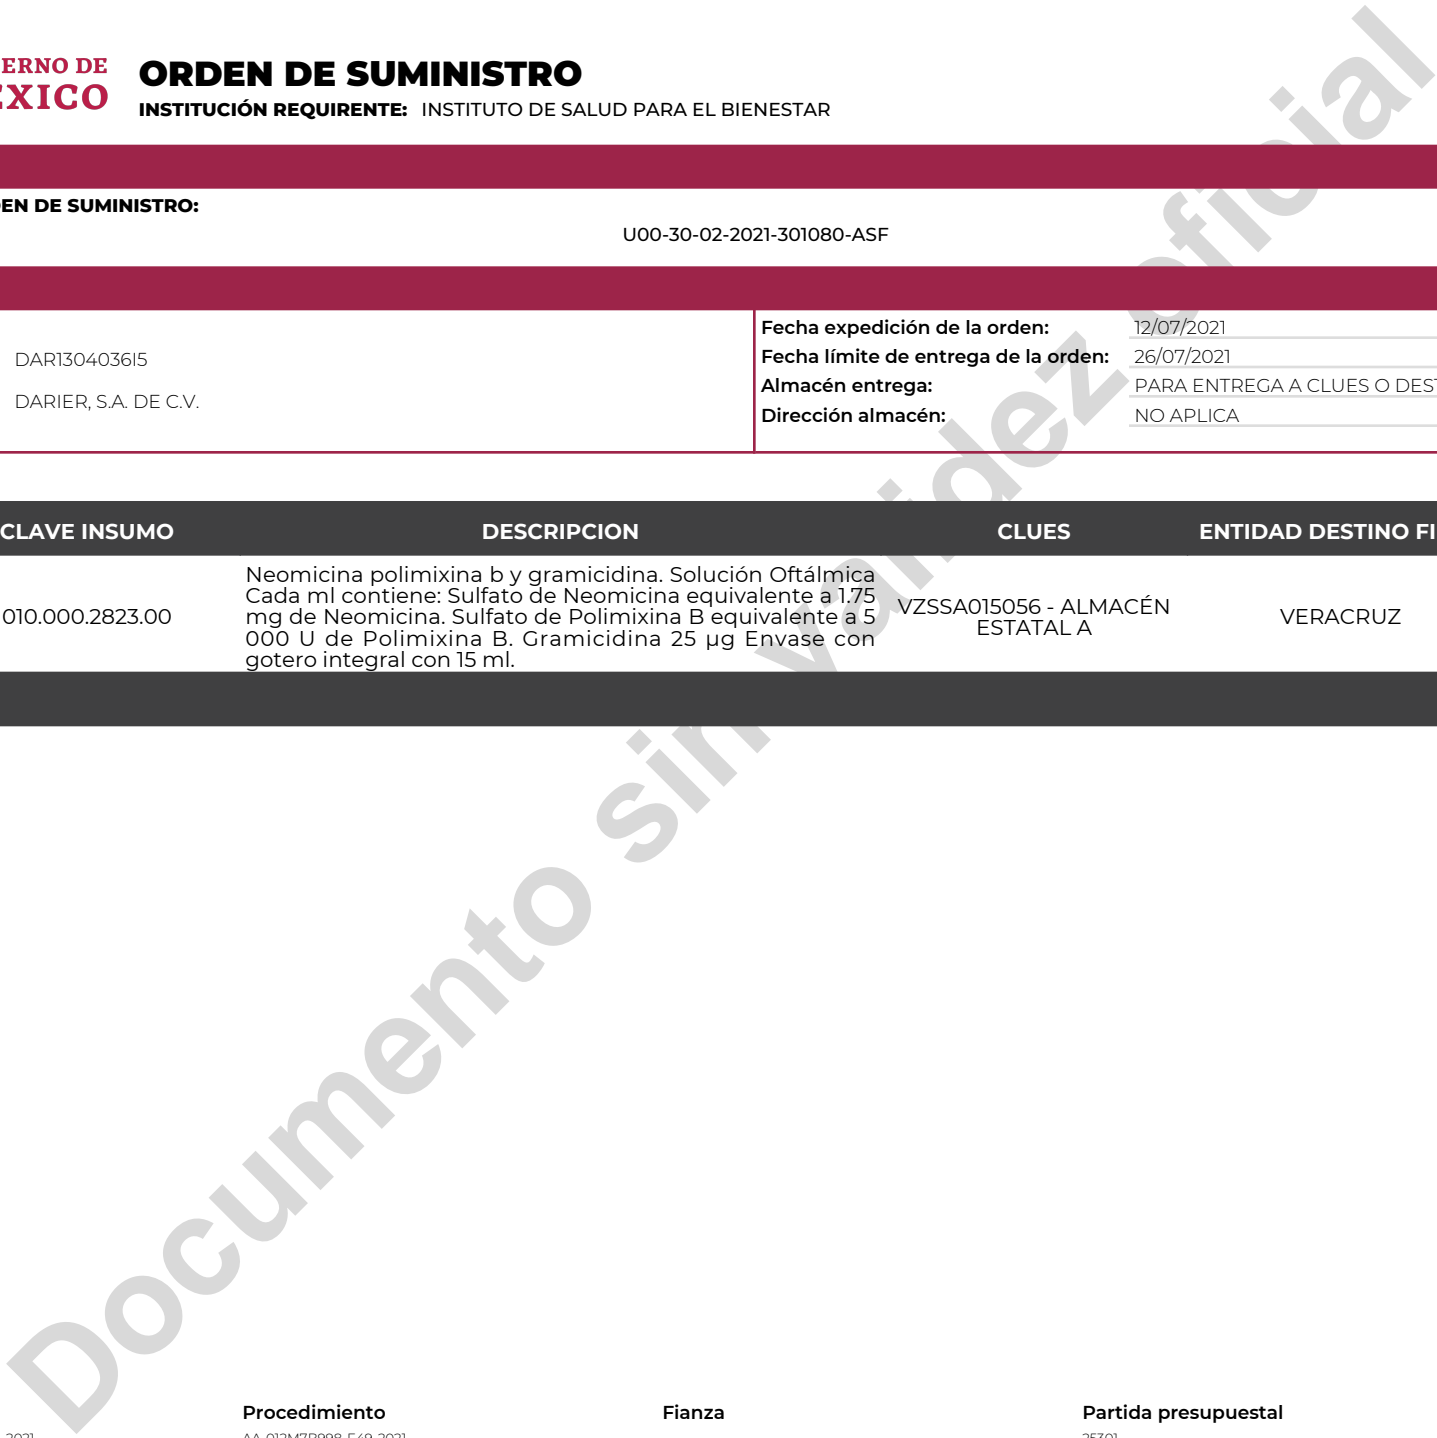 ERNO DE
ÉXICO
ORDEN DE SUMINISTRO
INSTITUCIÓN REQUIRENTE: INSTITUTO DE SALUD PARA EL BIENESTAR
EN DE SUMINISTRO:
U00-30-02-2021-301080-ASF
DAR1304036I5
DARIER, S.A. DE C.V.
Fecha expedición de la orden: 12/07/2021
Fecha límite de entrega de la orden: 26/07/2021
Almacén entrega: PARA ENTREGA A CLUES O DEST
Dirección almacén: NO APLICA
CLAVE INSUMO DESCRIPCION CLUES ENTIDAD DESTINO FI
010.000.2823.00
Neomicina polimixina b y gramicidina. Solución Oftálmica
Cada ml contiene: Sulfato de Neomicina equivalente a 1.75
mg de Neomicina. Sulfato de Polimixina B equivalente a 5
000 U de Polimixina B. Gramicidina 25 µg Envase con
gotero integral con 15 ml.
VZSSA015056 - ALMACÉN
ESTATAL A
VERACRUZ
Documento sin validez oficial
Procedimiento Fianza Partida presupuestal